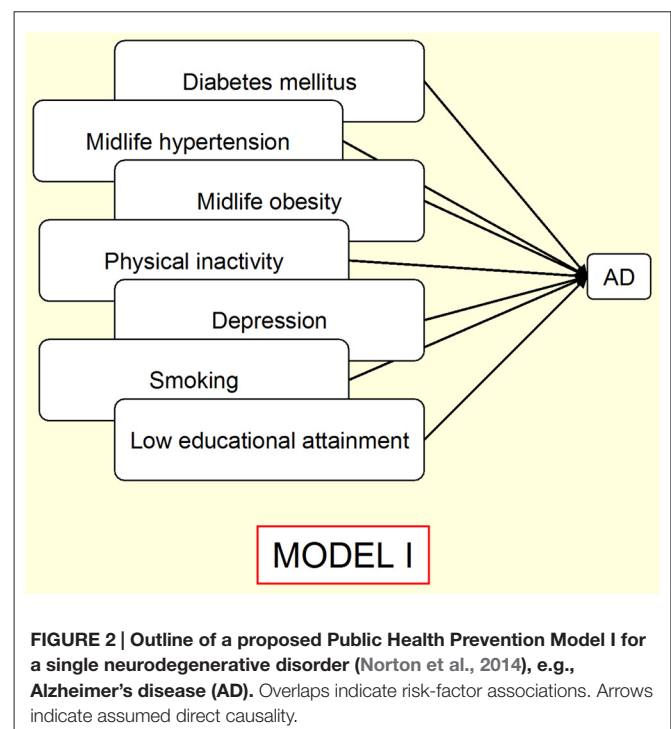 Diabetes mellitus
Midlife hypertension
Midlife obesity
Physical inactivity
AD
Depression
Smoking
Low educational attainment
MODEL I
FIGURE 2 | Outline of a proposed Public Health Prevention Model I for
a single neurodegenerative disorder (Norton et al., 2014), e.g.,
Alzheimer's disease (AD). Overlaps indicate risk-factor associations. Arrows
indicate assumed direct causality.